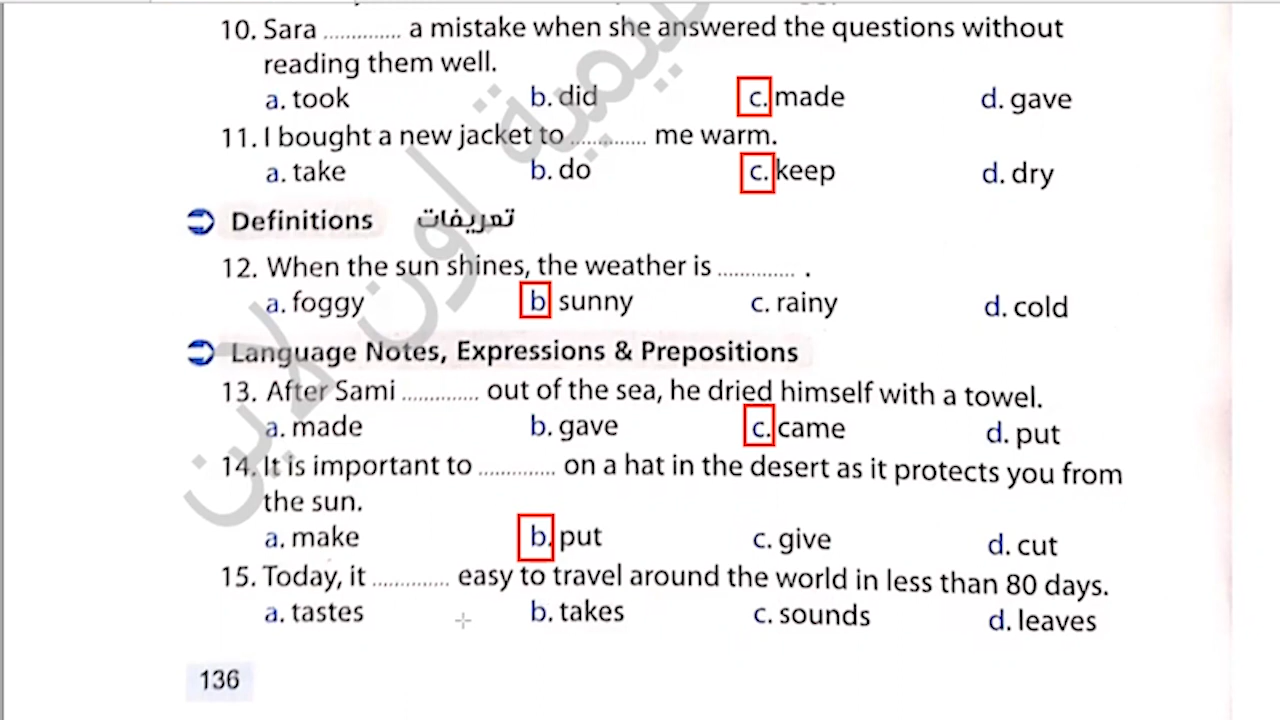 10. Sara .............. a mistake when she answered the questions without
reading them well.
a. took b. did c. made d. gave
11. I bought a new jacket to .............. me warm.
a. take b. do c. keep d. dry
Definitions تعريفات
12. When the sun shines, the weather is .............. .
a. foggy b sunny c. rainy d. cold
Language Notes, Expressions & Prepositions
13. After Sami .............. out of the sea, he dried himself with a towel.
a. made b. gave c. came d. put
14. It is important to .............. on a hat in the desert as it protects you from
the sun.
a. make b. put c. give d. cut
15. Today, it .............. easy to travel around the world in less than 80 days.
a. tastes b. takes c. sounds d. leaves
136
اون لاين